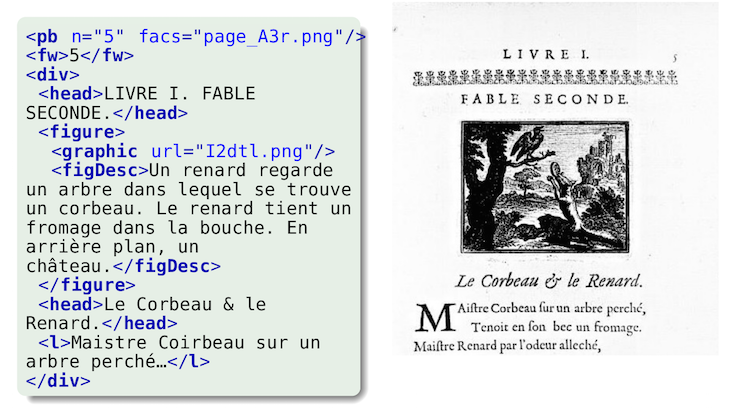 <pb n="5" facs="page_A3r.png"/>
<fw>5</fw>
<div>
<head>LIVRE I. FABLE
SECONDE.</head>
<figure>
<graphic url="I2dtl.png"/>
<figDesc>Un renard regarde
un arbre dans lequel se trouve
un corbeau. Le renard tient un
fromage dans la bouche. En
arrière plan, un
château.</figDesc>
</figure>
<head>Le Corbeau & le
Renard.</head>
<l>Maistre Coirbeau sur un
arbre perché…</l>
</div>
LIVRE I. 5
FABLE SECONDE.
Le Corbeau & le Renard.
MAiſtre Corbeau ſur un arbre perché,
Tenoit en ſon bec un fromage.
Maiſtre Renard par l'odeur alleché,